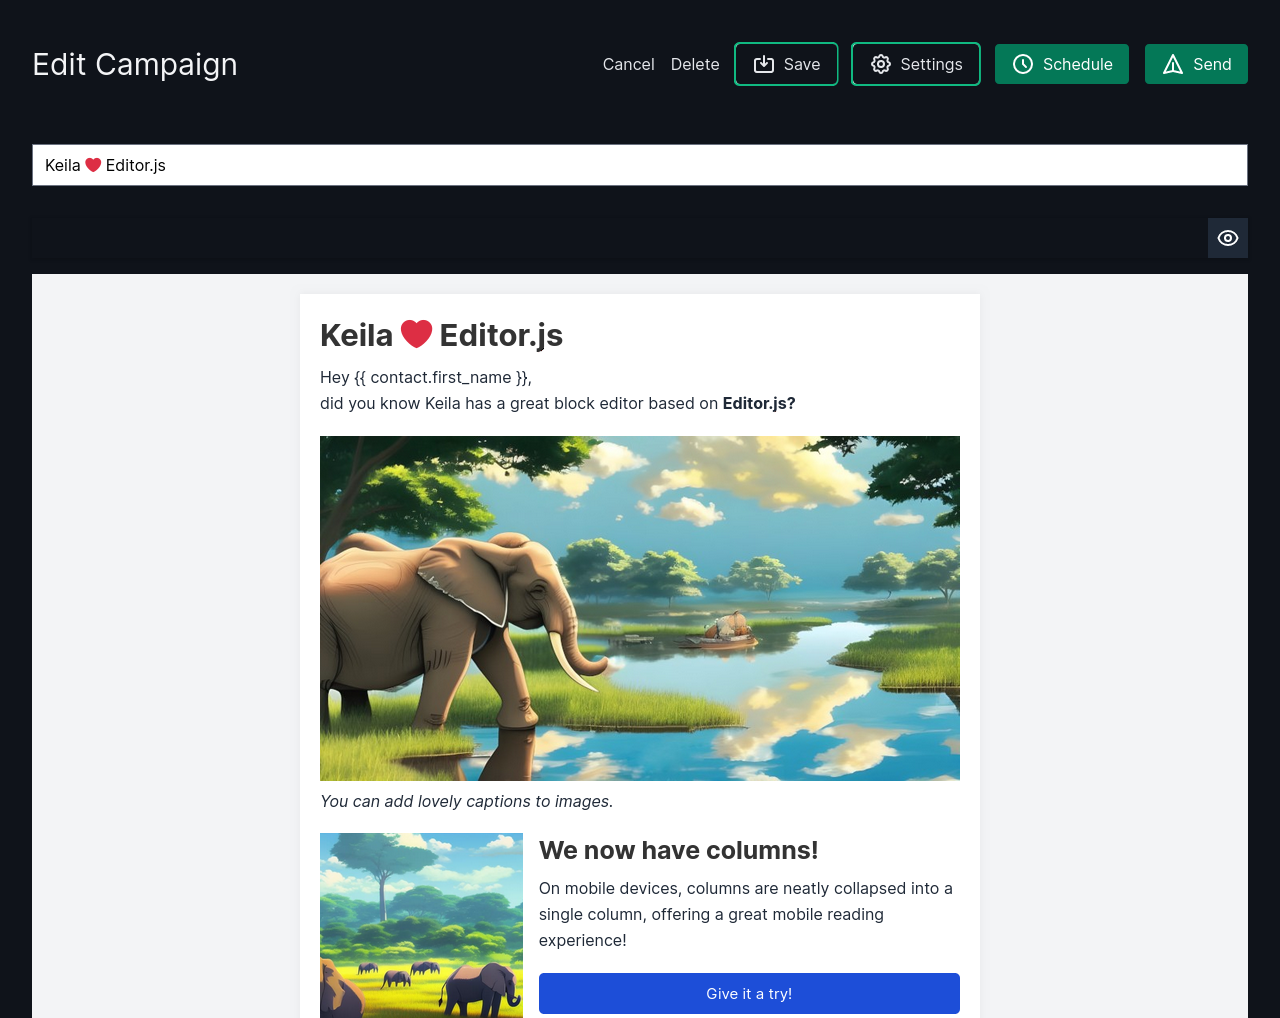 Edit Campaign
Cancel Delete Save Settings Schedule Send
Keila ❤️ Editor.js
Keila ❤️ Editor.js
Hey {{ contact.first_name }},
did you know Keila has a great block editor based on Editor.js?
You can add lovely captions to images.
We now have columns!
On mobile devices, columns are neatly collapsed into a
single column, offering a great mobile reading
experience!
Give it a try!